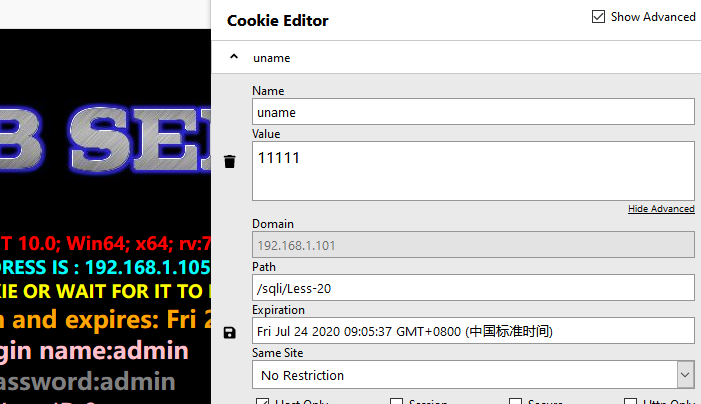 Cookie Editor
Show Advanced
uname
Name
uname
Value
11111
Hide Advanced
Domain
192.168.1.101
Path
/sqli/Less-20
Expiration
Fri Jul 24 2020 09:05:37 GMT+0800 (中国标准时间)
Same Site
No Restriction
Host Only
Session
Secure
Http Only
B SE
T 10.0; Win64; x64; rv:7
RESS IS : 192.168.1.105
KIE OR WAIT FOR IT TO
and expires: Fri 2
gin name:admin
assword:admin